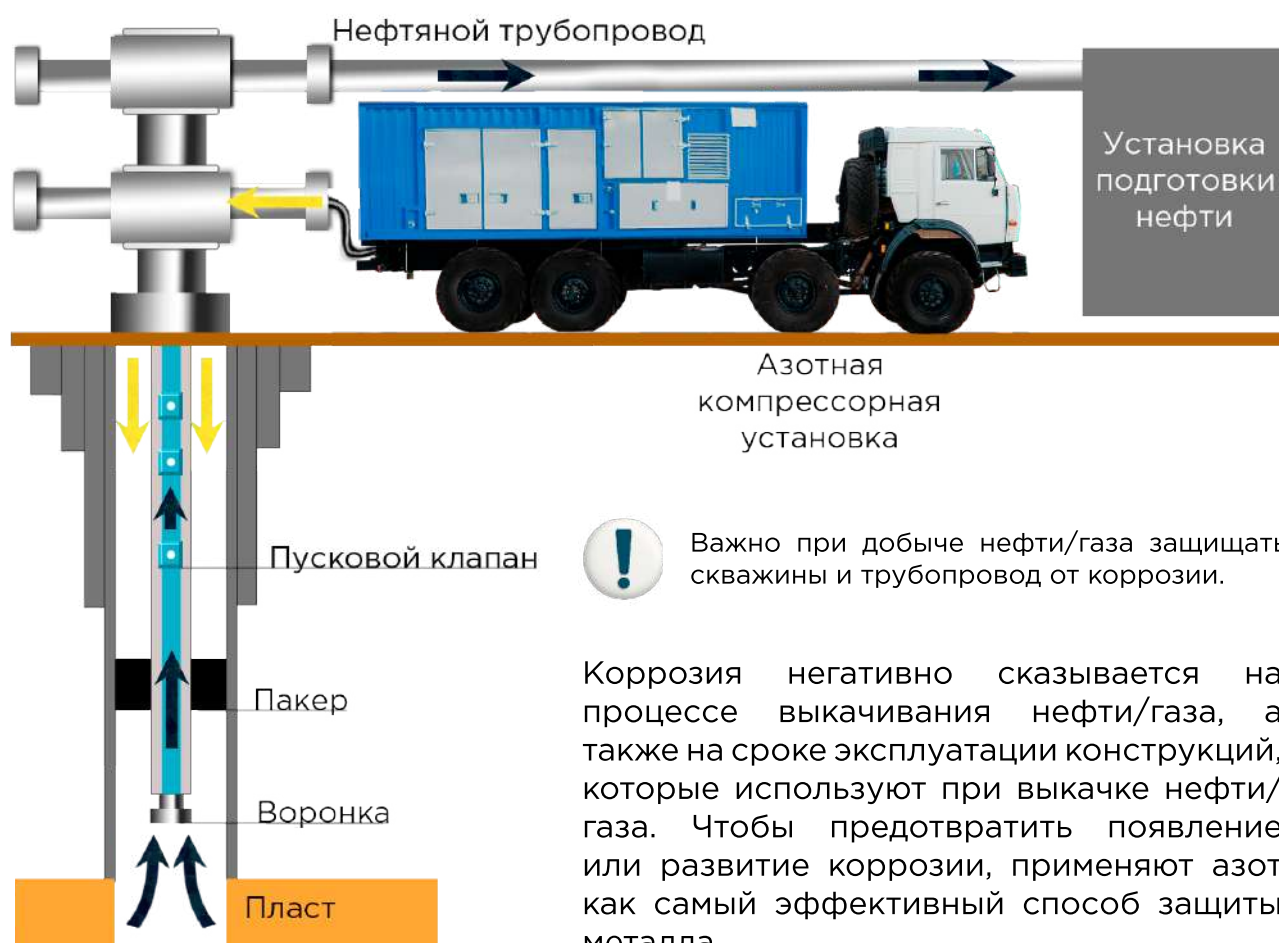 Нефтяной трубопровод
Установка
подготовки
нефти
Азотная
компрессорная
установка
Пусковой клапан
Пакер
Воронка
Пласт
Важно при добыче нефти/газа защищать
скважины и трубопровод от коррозии.
Коррозия негативно сказывается на
процессе выкачивания нефти/газа, а
также на сроке эксплуатации конструкций,
которые используют при выкачке нефти/
газа. Чтобы предотвратить появление
или развитие коррозии, применяют азот
как самый эффективный способ защиты
металла